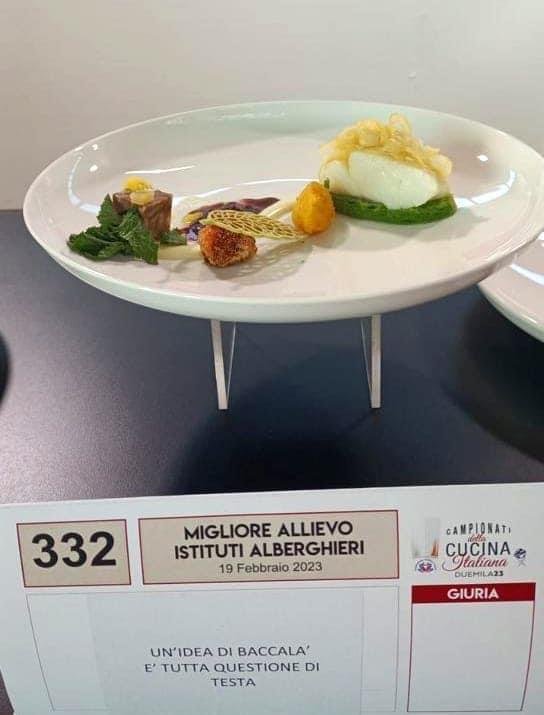 332
MIGLIORE ALLIEVO
ISTITUTI ALBERGHIERI
19 Febbraio 2023
CAMPIONATI
della
CUCINA
Italiana
DUEMILA23
GIURIA
UN'IDEA DI BACCALA'
E' TUTTA QUESTIONE DI
TESTA